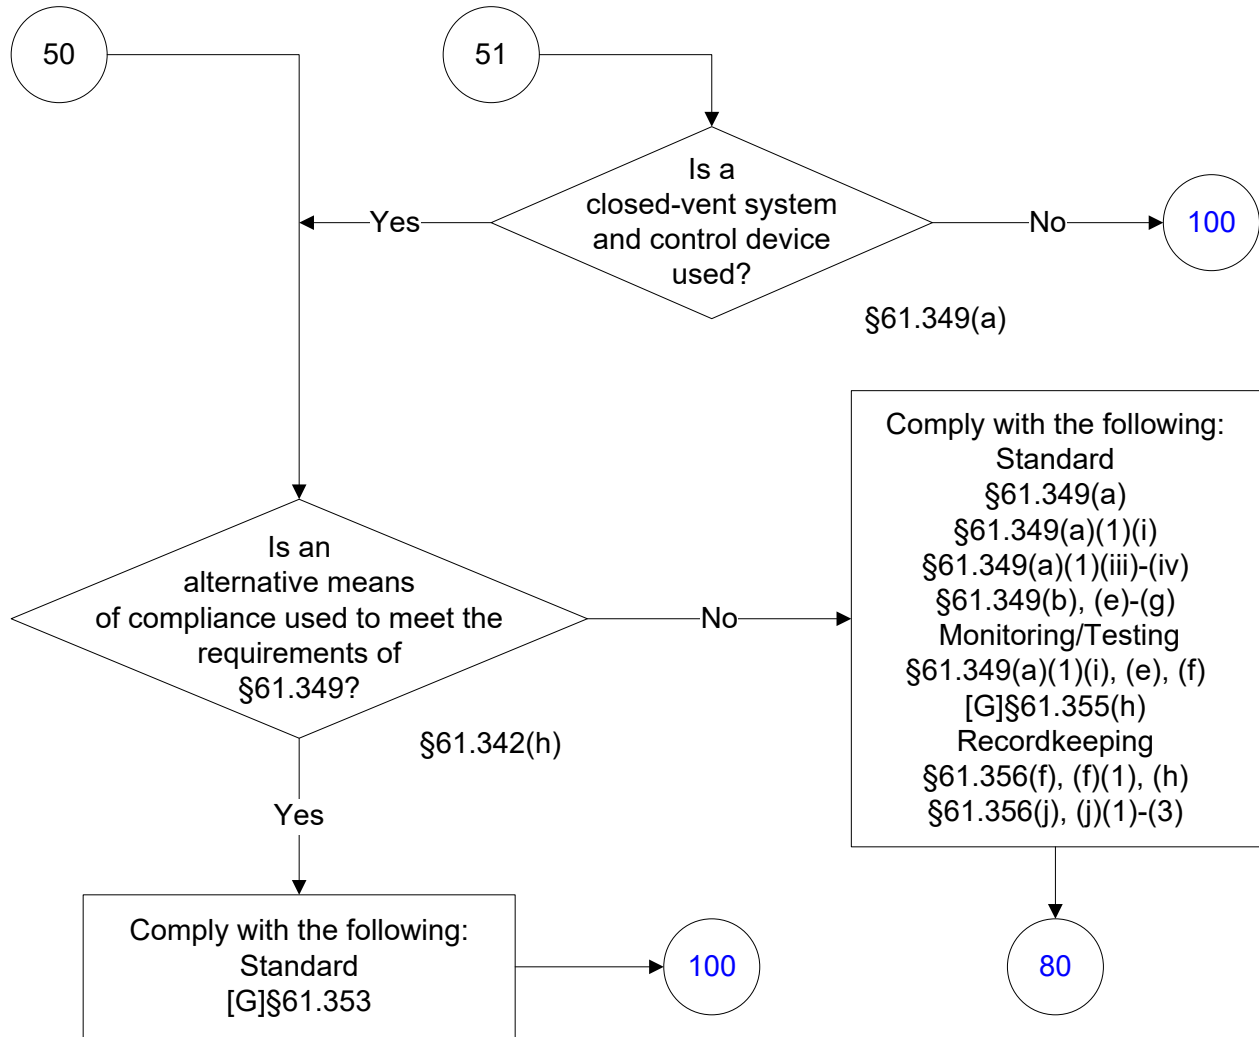 50
51
Is a
closed-vent system
and control device
used?
Yes
No
100
§61.349(a)
Is an
alternative means
of compliance used to meet the
requirements of
§61.349?
No
§61.342(h)
Yes
Comply with the following:
Standard
§61.349(a)
§61.349(a)(1)(i)
§61.349(a)(1)(iii)-(iv)
§61.349(b), (e)-(g)
Monitoring/Testing
§61.349(a)(1)(i), (e), (f)
[G]§61.355(h)
Recordkeeping
§61.356(f), (f)(1), (h)
§61.356(j), (j)(1)-(3)
Comply with the following:
Standard
[G]§61.353
100
80